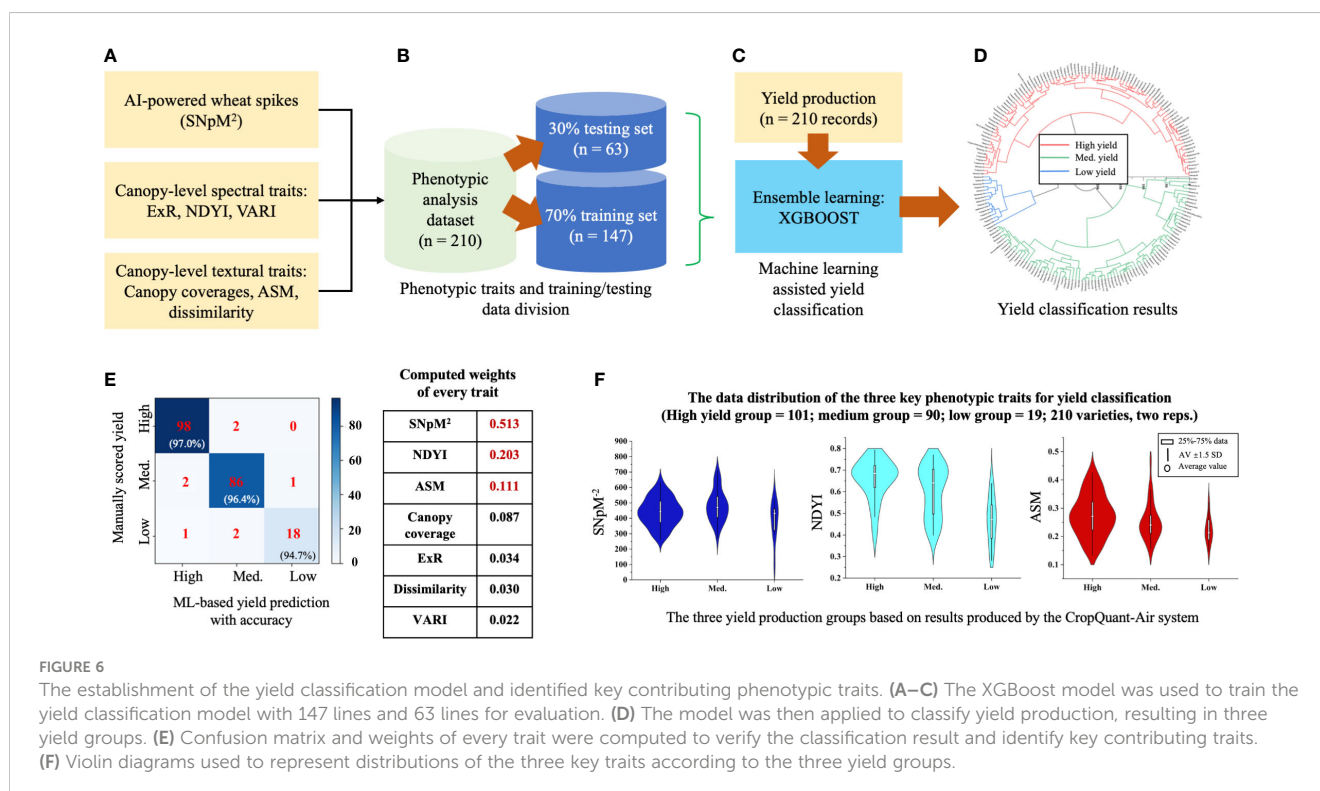 A
B
C
D
AI-powered wheat spikes
(SNpM²)
Canopy-level spectral traits:
ExR, NDYI, VARI
Canopy-level textural traits:
Canopy coverages, ASM,
dissimilarity
Phenotypic
analysis
dataset
(n = 210)
30% testing set
(n = 63)
70% training set
(n = 147)
Phenotypic traits and training/testing
data division
Yield production
(n = 210 records)
Ensemble learning:
XGBOOST
Machine learning
assisted yield
classification
High yield
Med. yield
Low yield
Yield classification results
E
Manually scored yield
High
Med.
Low
98
(97.0%)
2
0
2
86
(96.4%)
1
1
2
18
(94.7%)
80
60
40
20
0
High
Med.
Low
ML-based yield prediction
with accuracy
Computed weights
of every trait
SNpM² 0.513
NDYI 0.203
ASM 0.111
Canopy
coverage 0.087
ExR 0.034
Dissimilarity 0.030
VARI 0.022
F
The data distribution of the three key phenotypic traits for yield classification
(High yield group = 101; medium group = 90; low group = 19; 210 varieties, two reps.)
SNpM⁻²
900
800
700
600
500
400
300
200
100
0
High
Med.
Low
NDYI
0.8
0.7
0.6
0.5
0.4
0.3
0.2
High
Med.
Low
ASM
0.5
0.4
0.3
0.2
0.1
High
Med.
Low
25%-75% data
AV ±1.5 SD
Average value
The three yield production groups based on results produced by the CropQuant-Air system
FIGURE 6
The establishment of the yield classification model and identified key contributing phenotypic traits. (A–C) The XGBoost model was used to train the
yield classification model with 147 lines and 63 lines for evaluation. (D) The model was then applied to classify yield production, resulting in three
yield groups. (E) Confusion matrix and weights of every trait were computed to verify the classification result and identify key contributing traits.
(F) Violin diagrams used to represent distributions of the three key traits according to the three yield groups.